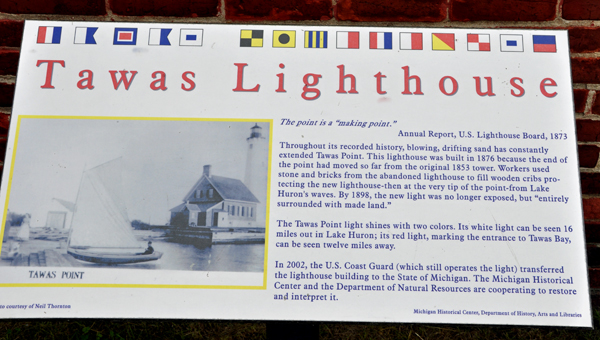 Tawas Lighthouse
The point is a "making point."
Annual Report, U.S. Lighthouse Board, 1873
Throughout its recorded history, blowing, drifting sand has constantly
extended Tawas Point. This lighthouse was built in 1876 because the end of
the point had moved so far from the original 1853 tower. Workers used
stone and bricks from the abandoned lighthouse to fill wooden cribs pro-
tecting the new lighthouse-then at the very tip of the point-from Lake
Huron's waves. By 1898, the new light was no longer exposed, but "entirely
surrounded with made land."
The Tawas Point light shines with two colors. Its white light can be seen 16
miles out in Lake Huron; its red light, marking the entrance to Tawas Bay,
can be seen twelve miles away.
In 2002, the U.S. Coast Guard (which still operates the light) transferred
the lighthouse building to the State of Michigan. The Michigan Historical
Center and the Department of Natural Resources are cooperating to restore
and interpret it.
TAWAS POINT
courtesy of Neil Thornton
Michigan Historical Center, Department of History, Arts and Libraries